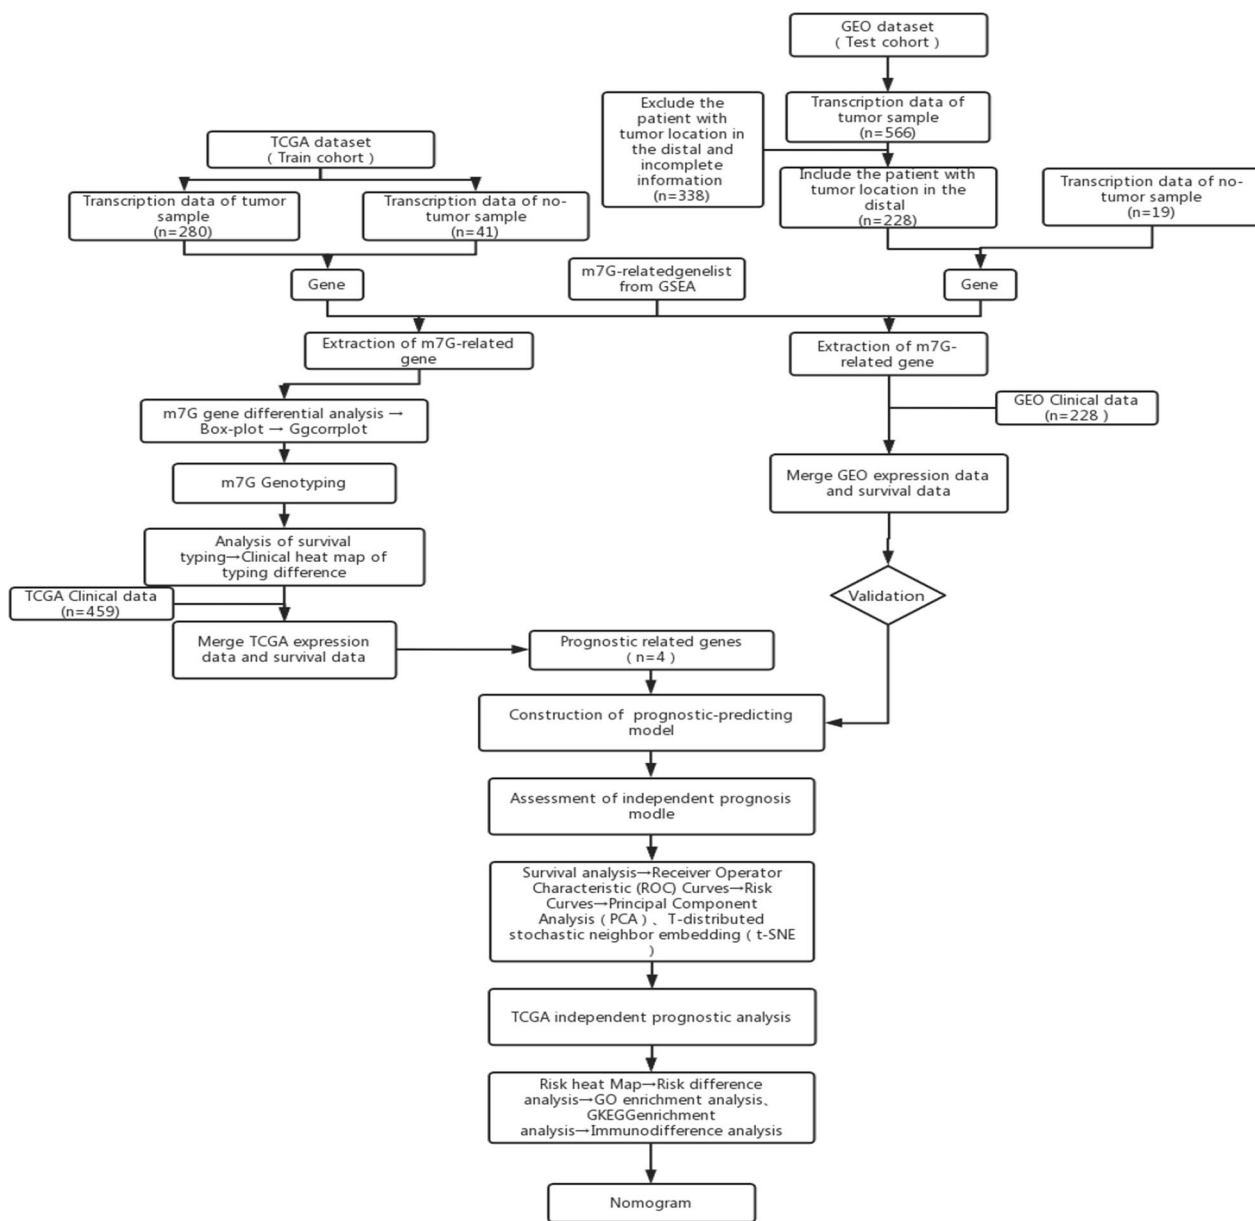 GEO dataset
( Test cohort )
Transcription data of
tumor sample
(n=566)
Exclude the
patient with
tumor location in
the distal and
incomplete
information
(n=338)
Include the patient with
tumor location in the
distal
(n=228)
Transcription data of no-
tumor sample
(n=19)
TCGA dataset
( Train cohort )
Transcription data of tumor
sample
(n=280)
Transcription data of no-
tumor sample
(n=41)
Gene
m7G-relatedgenelist
from GSEA
Gene
Extraction of m7G-related
gene
Extraction of m7G-
related gene
m7G gene differential analysis →
Box-plot → Ggcorrplot
GEO Clinical data
(n=228 )
m7G Genotyping
Merge GEO expression data
and survival data
Analysis of survival
typing→Clinical heat map of
typing difference
TCGA Clinical data
(n=459)
Validation
Merge TCGA expression
data and survival data
Prognostic related genes
( n=4 )
Construction of prognostic-predicting
model
Assessment of independent prognosis
modle
Survival analysis→Receiver Operator
Characteristic (ROC) Curves→Risk
Curves→Principal Component
Analysis ( PCA ) 、T-distributed
stochastic neighbor embedding ( t-SNE
)
TCGA independent prognostic analysis
Risk heat Map→Risk difference
analysis→GO enrichment analysis、
GKEGGenrichment
analysis→Immunodifference analysis
Nomogram